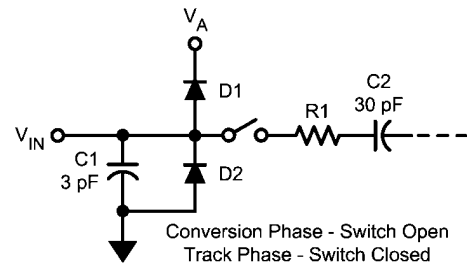 V_A
D1
C2
30 pF
R1
V_IN
C1
3 pF
D2
Conversion Phase - Switch Open
Track Phase - Switch Closed